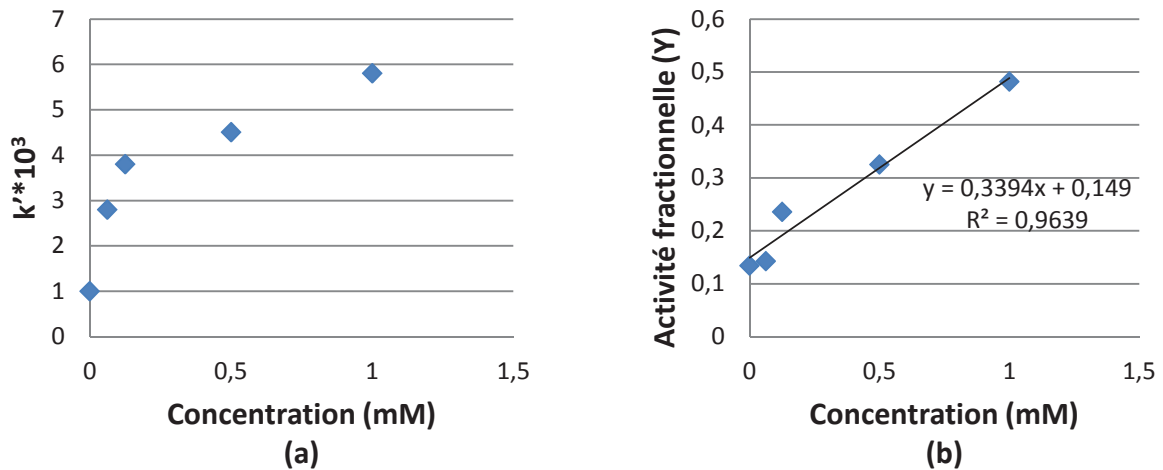 7
6
5
4
3
2
1
0
k'*10³
0 0,5 1 1,5
Concentration (mM)
(a)
0,6
0,5
0,4
0,3
0,2
0,1
0
Activité fractionnelle (Y)
y = 0,3394x + 0,149
R² = 0,9639
0 0,5 1 1,5
Concentration (mM)
(b)